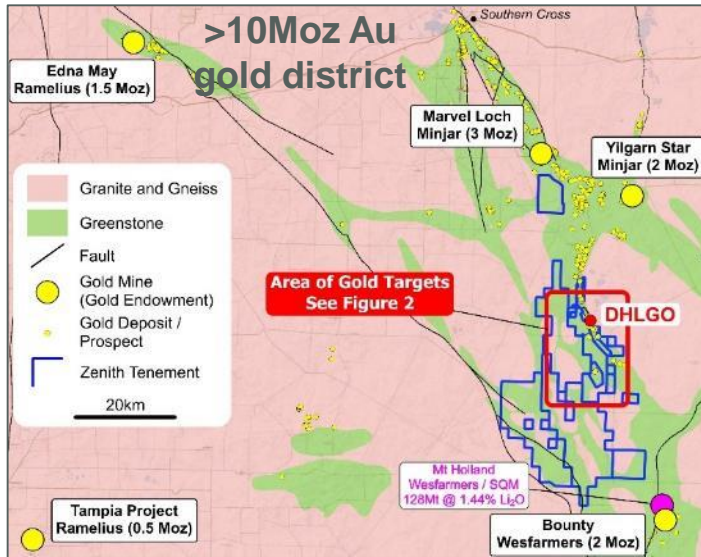 >10Moz Au
gold district
Southern Cross
Edna May
Ramelius (1.5 Moz)
Marvel Loch
Minjar (3 Moz)
Yilgarn Star
Minjar (2 Moz)
Granite and Gneiss
Greenstone
Fault
Gold Mine
(Gold Endowment)
Gold Deposit /
Prospect
Zenith Tenement
20km
Area of Gold Targets
See Figure 2
DHLGO
Mt Holland
Wesfarmers / SQM
128Mt @ 1.44% Li₂O
Tampia Project
Ramelius (0.5 Moz)
Bounty
Wesfarmers (2 Moz)